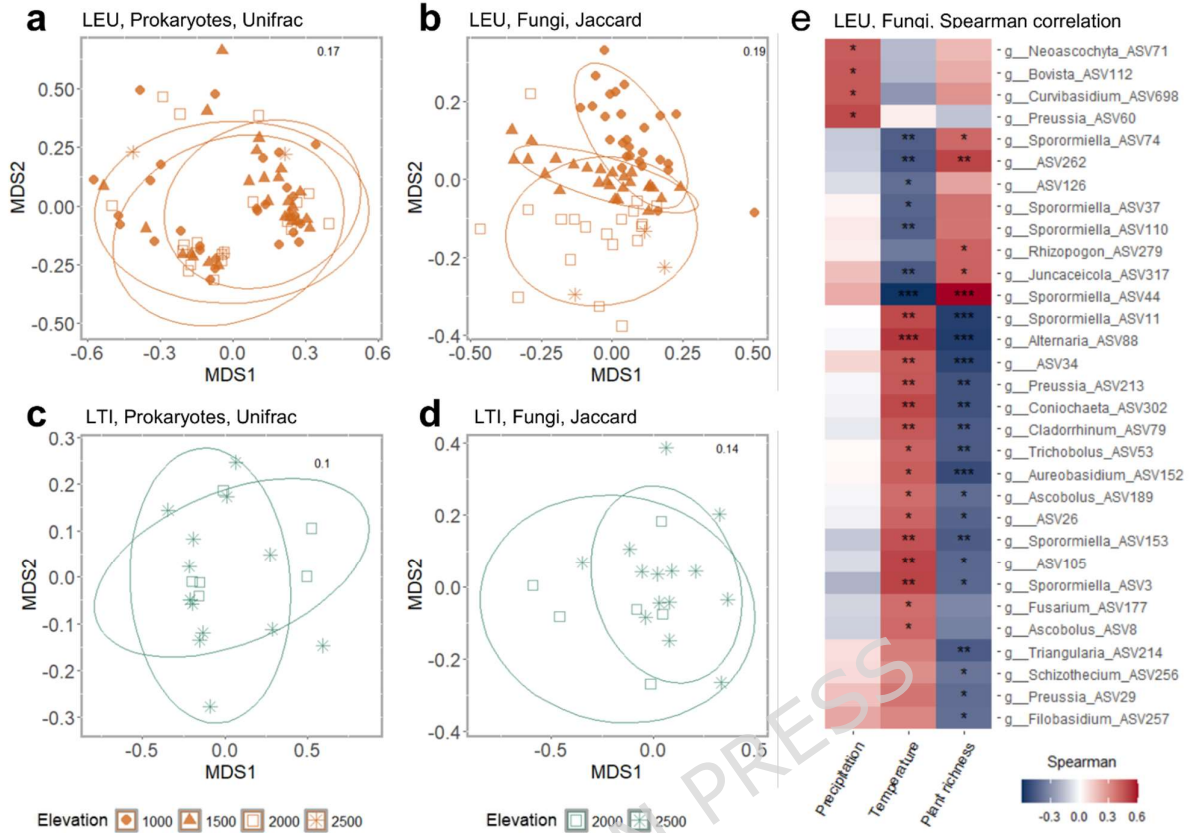 a LEU, Prokaryotes, Unifrac
0.17
0.50
0.25
0.00
-0.25
-0.50
MDS2
-0.6 -0.3 0.0 0.3 0.6
MDS1
b LEU, Fungi, Jaccard
0.19
0.2
0.0
-0.2
-0.4
MDS2
-0.50 -0.25 0.00 0.25 0.50
MDS1
c LTI, Prokaryotes, Unifrac
0.1
0.3
0.2
0.1
0.0
-0.1
-0.2
-0.3
MDS2
-0.5 0.0 0.5
MDS1
d LTI, Fungi, Jaccard
0.14
0.4
0.2
0.0
-0.2
-0.4
MDS2
-0.5 0.0 0.5
MDS1
Elevation 1000 1500 2000 2500
Elevation 2000 2500
e LEU, Fungi, Spearman correlation
* g__Neoascochyta_ASV71
* g__Bovista_ASV112
* g__Curvibasidium_ASV698
* g__Preussia_ASV60
** * g__Sporormiella_ASV74
** ** g___ASV262
* g___ASV126
* g__Sporormiella_ASV37
** g__Sporormiella_ASV110
* g__Rhizopogon_ASV279
** * g__Juncaceicola_ASV317
*** *** g__Sporormiella_ASV44
** *** g__Sporormiella_ASV11
*** *** g__Alternaria_ASV88
** *** g___ASV34
** ** g__Preussia_ASV213
** ** g__Coniochaeta_ASV302
** ** g__Cladorrhinum_ASV79
* ** g__Trichobolus_ASV53
* *** g__Aureobasidium_ASV152
* * g__Ascobolus_ASV189
* * g___ASV26
** ** g__Sporormiella_ASV153
** * g___ASV105
** * g__Sporormiella_ASV3
* g__Fusarium_ASV177
* g__Ascobolus_ASV8
** g__Triangularia_ASV214
* g__Schizothecium_ASV256
* g__Preussia_ASV29
* g__Filobasidium_ASV257
Precipitation
Temperature
Plant richness
Spearman
-0.3 0.0 0.3 0.6
PRESS